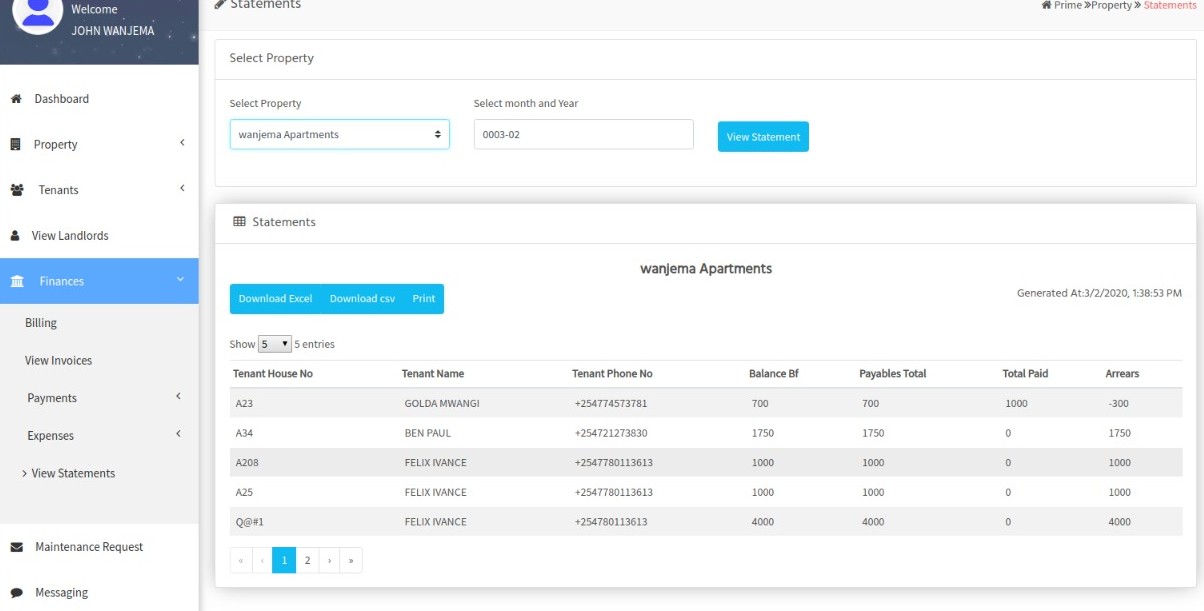 Welcome
JOHN WANJEMA
Dashboard
Property
Tenants
View Landlords
Finances
Billing
View Invoices
Payments
Expenses
> View Statements
Maintenance Request
Messaging
Statements
Prime »Property » Statements
Select Property
Select Property Select month and Year
wanjema Apartments 0003-02 View Statement
Statements
wanjema Apartments
Download Excel Download csv Print
Generated At:3/2/2020, 1:38:53 PM
Show 5 5 entries
Tenant House No Tenant Name Tenant Phone No Balance Bf Payables Total Total Paid Arrears
A23 GOLDA MWANGI +254774573781 700 700 1000 -300
A34 BEN PAUL +254721273830 1750 1750 0 1750
A208 FELIX IVANCE +2547780113613 1000 1000 0 1000
A25 FELIX IVANCE +2547780113613 1000 1000 0 1000
Q@#1 FELIX IVANCE +254780113613 4000 4000 0 4000
« ‹ 1 2 › »